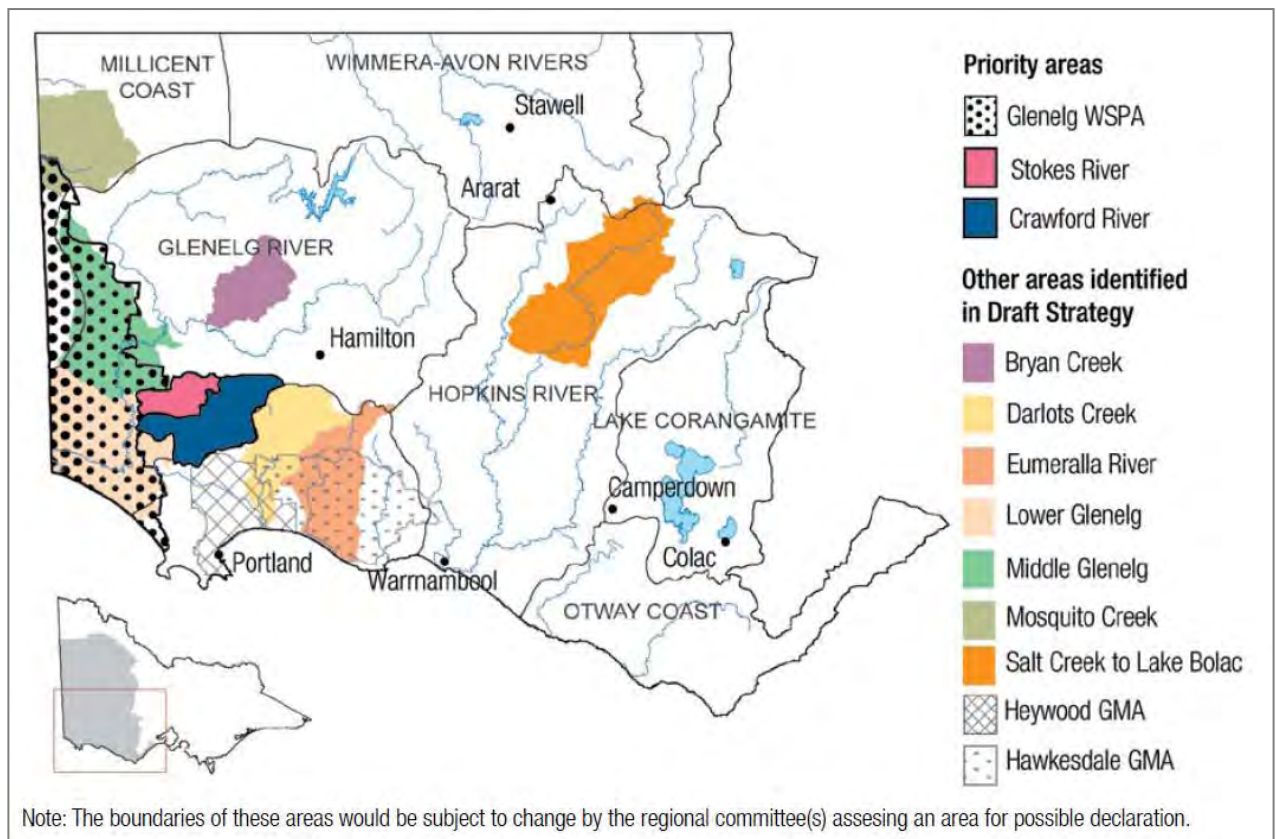 MILLICENT
COAST
WIMMERA-AVON RIVERS
Stawell
Ararat
GLENELG RIVER
Hamilton
HOPKINS RIVER
LAKE CORANGAMITE
Camperdown
Colac
Portland
Warrnambool
OTWAY COAST
Priority areas
Glenelg WSPA
Stokes River
Crawford River
Other areas identified
in Draft Strategy
Bryan Creek
Darlots Creek
Eumeralla River
Lower Glenelg
Middle Glenelg
Mosquito Creek
Salt Creek to Lake Bolac
Heywood GMA
Hawkesdale GMA
Note: The boundaries of these areas would be subject to change by the regional committee(s) assesing an area for possible declaration.